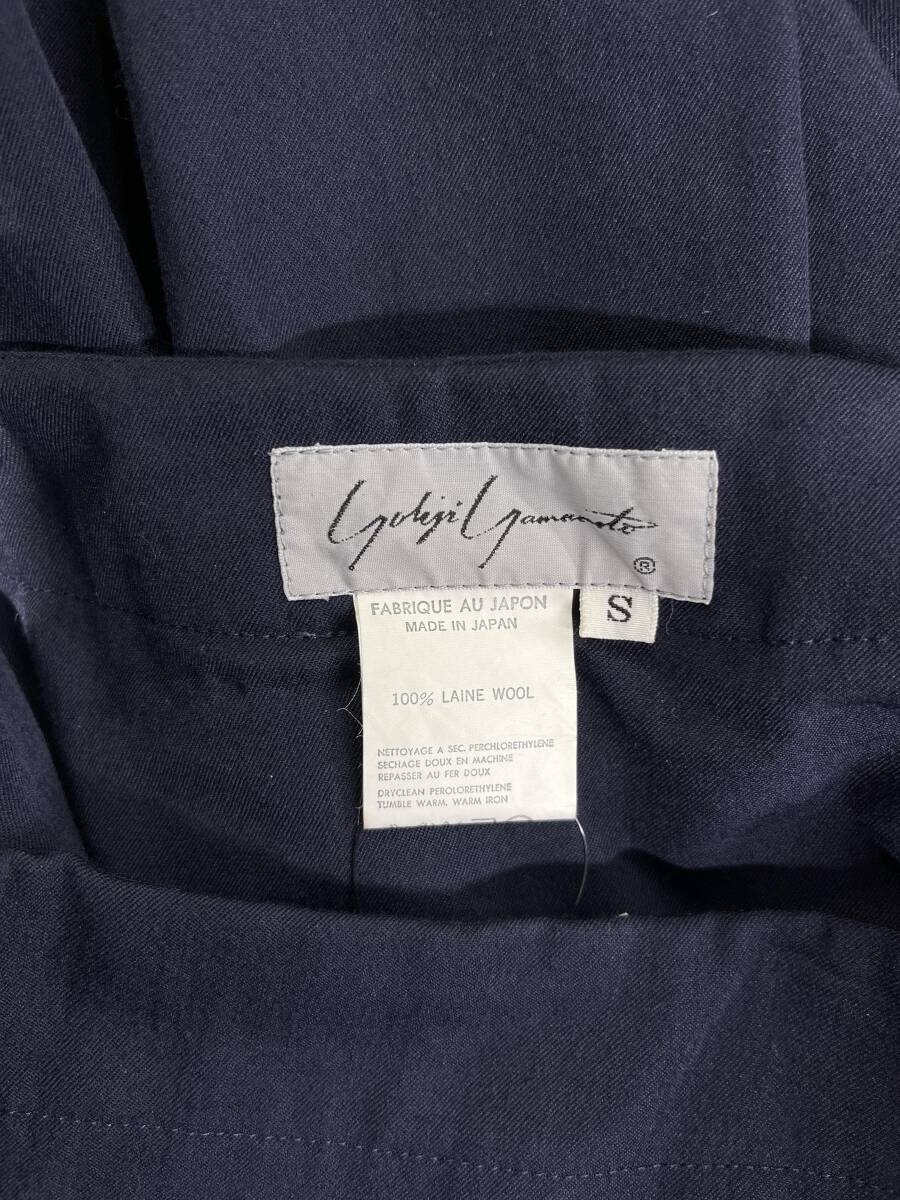 Yohji Yamamoto
®
S
FABRIQUE AU JAPON
MADE IN JAPAN
100% LAINE WOOL
NETTOYAGE A SEC. PERCHLORETHYLENE
SECHAGE DOUX EN MACHINE
REPASSER AU FER DOUX
DRYCLEAN PEROLORETHYLENE
TUMBLE WARM, WARM IRON